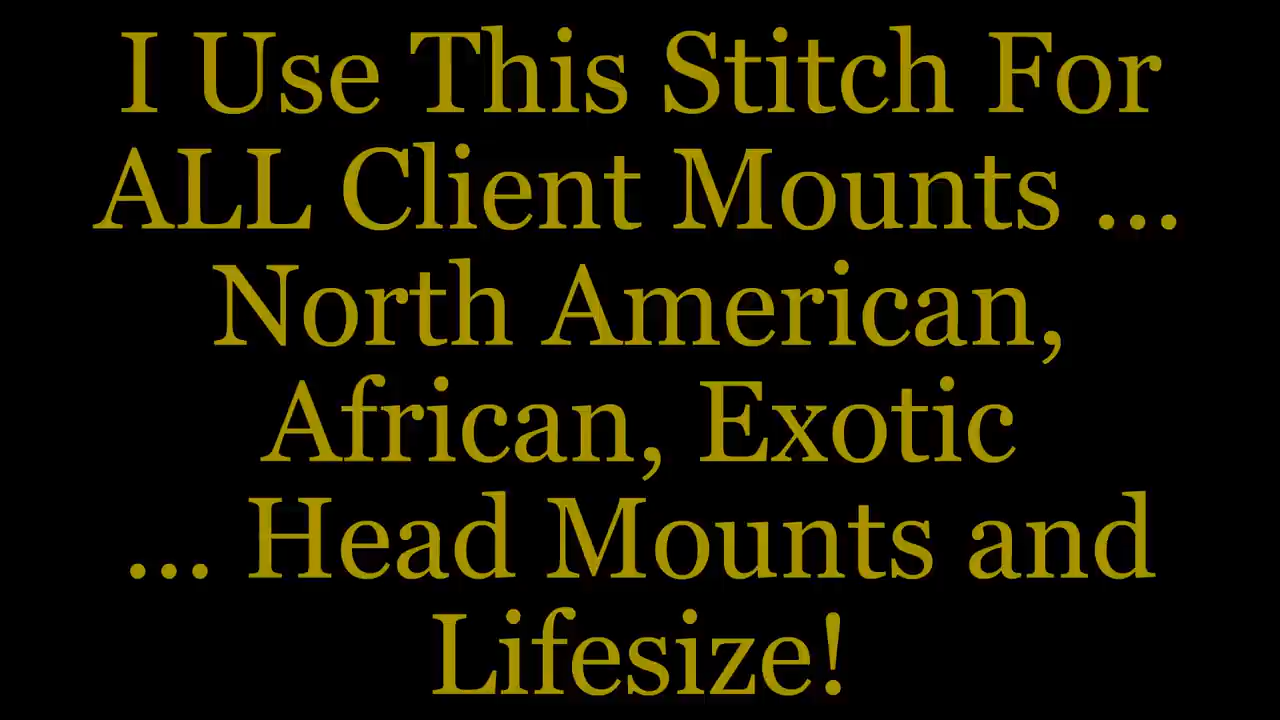 I Use This Stitch For
ALL Client Mounts ...
North American,
African, Exotic
... Head Mounts and
Lifesize!